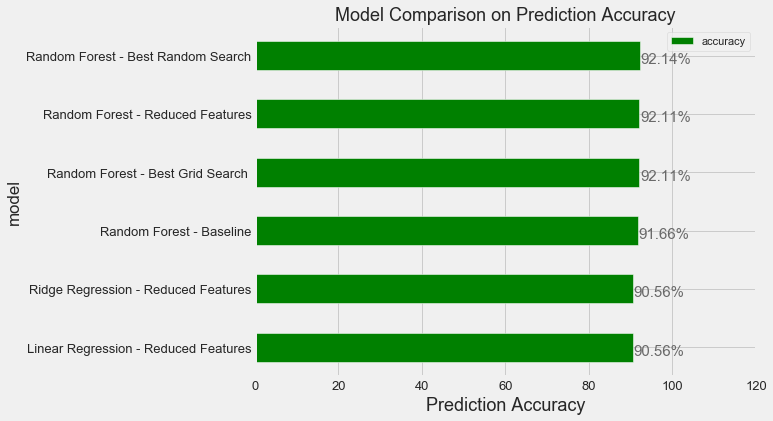 Model Comparison on Prediction Accuracy
accuracy
model
Random Forest - Best Random Search
92.14%
Random Forest - Reduced Features
92.11%
Random Forest - Best Grid Search
92.11%
Random Forest - Baseline
91.66%
Ridge Regression - Reduced Features
90.56%
Linear Regression - Reduced Features
90.56%
0 20 40 60 80 100 120
Prediction Accuracy